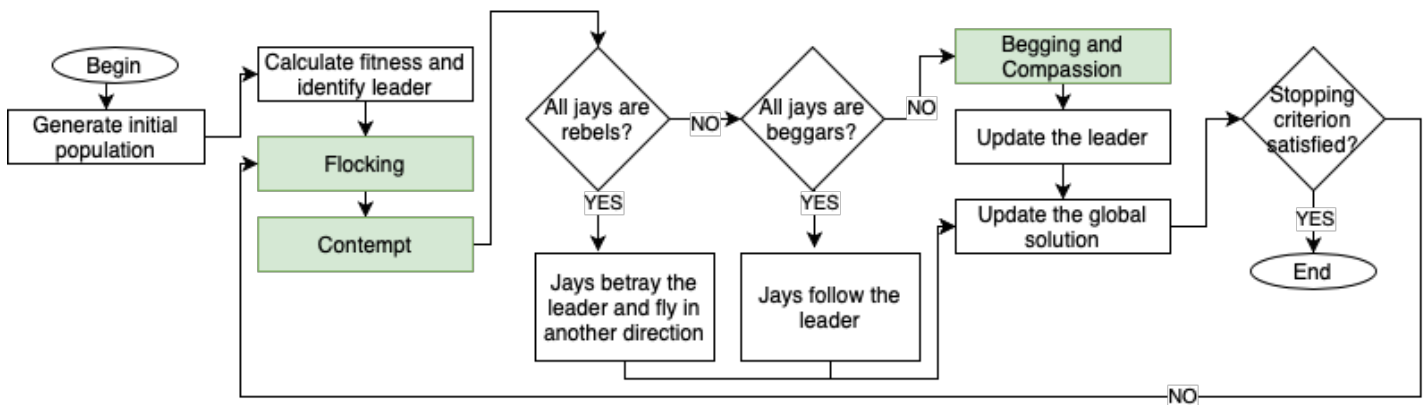 Begin
Generate initial
population
Calculate fitness and
identify leader
Flocking
Contempt
All jays are
rebels?
NO
YES
Jays betray the
leader and fly in
another direction
All jays are
beggars?
NO
YES
Jays follow the
leader
Begging and
Compassion
Update the leader
Update the global
solution
Stopping
criterion
satisfied?
YES
End
NO